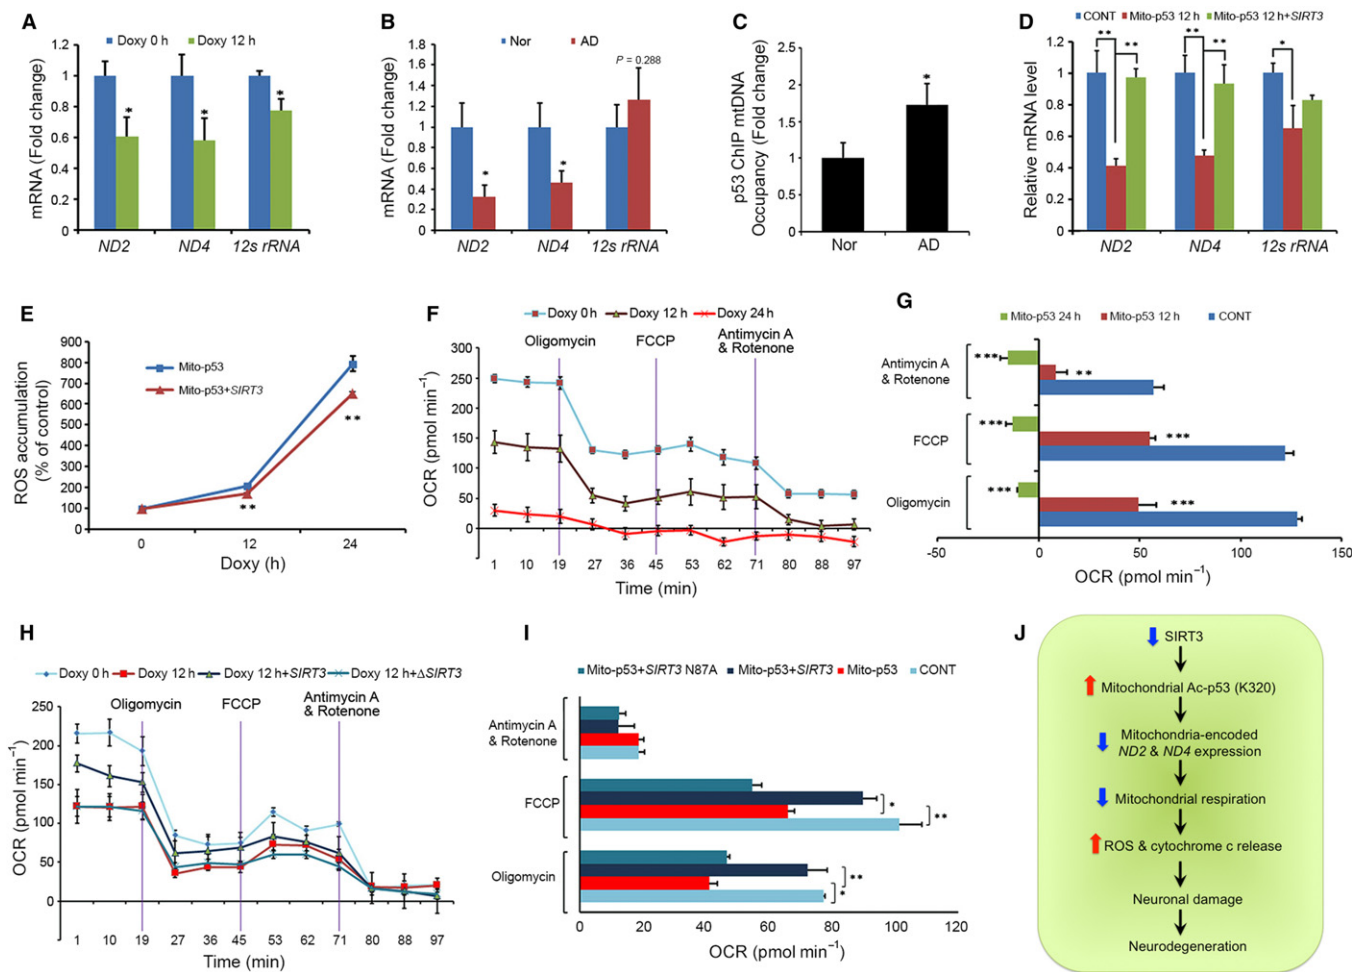 A
Doxy 0 h
Doxy 12 h
mRNA (Fold change)
1.2
1
0.8
0.6
0.4
0.2
0
*
*
*
ND2
ND4
12s rRNA
B
Nor
AD
mRNA (Fold change)
1.8
1.6
1.4
1.2
1
0.8
0.6
0.4
0.2
0
*
*
P = 0.288
ND2
ND4
12s rRNA
C
p53 ChIP mtDNA
Occupancy (Fold change)
2.5
2
1.5
1
0.5
0
*
Nor
AD
D
CONT
Mito-p53 12 h
Mito-p53 12 h+SIRT3
Relative mRNA level
1.2
1
0.8
0.6
0.4
0.2
0
**
**
**
**
*
ND2
ND4
12s rRNA
E
ROS accumulation
(% of control)
900
800
700
600
500
400
300
200
100
0
Mito-p53
Mito-p53+SIRT3
**
**
0
12
24
Doxy (h)
F
Doxy 0 h
Doxy 12 h
Doxy 24 h
Oligomycin
FCCP
Antimycin A
& Rotenone
OCR (pmol min−1)
300
250
200
150
100
50
0
-50
1 10 19 27 36 45 53 62 71 80 88 97
Time (min)
G
Mito-p53 24 h
Mito-p53 12 h
CONT
Antimycin A
& Rotenone
***
**
FCCP
***
***
Oligomycin
***
***
-50 0 50 100 150
OCR (pmol min−1)
H
Doxy 0 h
Doxy 12 h
Doxy 12 h+SIRT3
Doxy 12 h+ΔSIRT3
Oligomycin
FCCP
Antimycin A
& Rotenone
OCR (pmol min−1)
250
200
150
100
50
0
1 10 19 27 36 45 53 62 71 80 88 97
Time (min)
I
Mito-p53+SIRT3 N87A
Mito-p53+SIRT3
Mito-p53
CONT
Antimycin A
& Rotenone
FCCP
*
**
Oligomycin
**
*
0 20 40 60 80 100 120
OCR (pmol min−1)
J
SIRT3
Mitochondrial Ac-p53 (K320)
Mitochondria-encoded
ND2 & ND4 expression
Mitochondrial respiration
ROS & cytochrome c release
Neuronal damage
Neurodegeneration